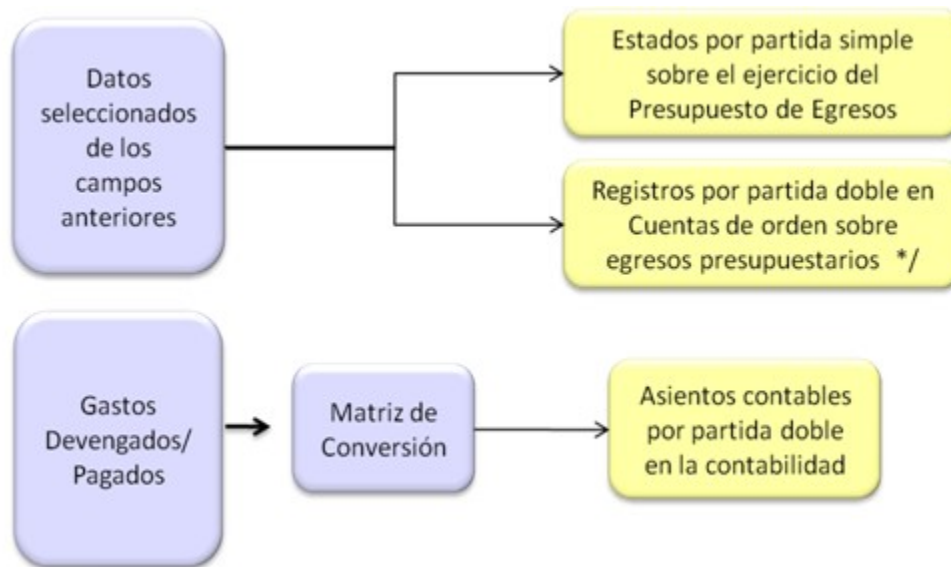 Datos
seleccionados
de los
campos
anteriores
Estados por partida simple
sobre el ejercicio del
Presupuesto de Egresos
Registros por partida doble en
Cuentas de orden sobre
egresos presupuestarios */
Gastos
Devengados/
Pagados
Matriz de
Conversión
Asientos contables
por partida doble
en la contabilidad